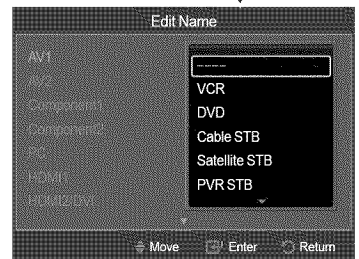 Edit Name
AV1
AV2
Component1
Component2
PC
HDMI1
HDMI2/DVI
-----
VCR
DVD
Cable STB
Satellite STB
PVR STB
Move
Enter
Return